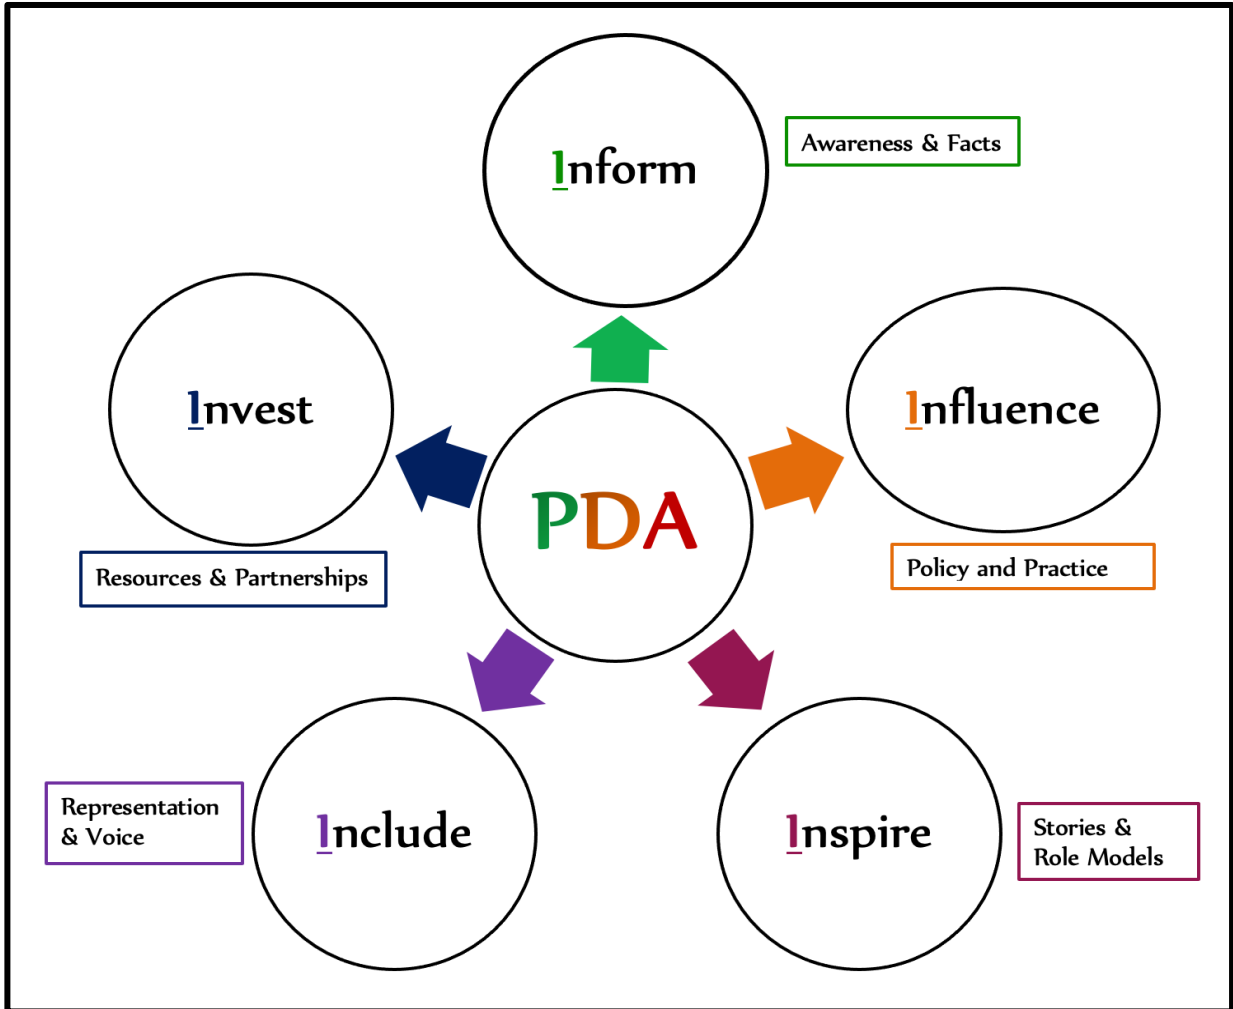 Inform
Awareness & Facts
Invest
Influence
PDA
Resources & Partnerships
Policy and Practice
Representation
& Voice
Include
Inspire
Stories &
Role Models